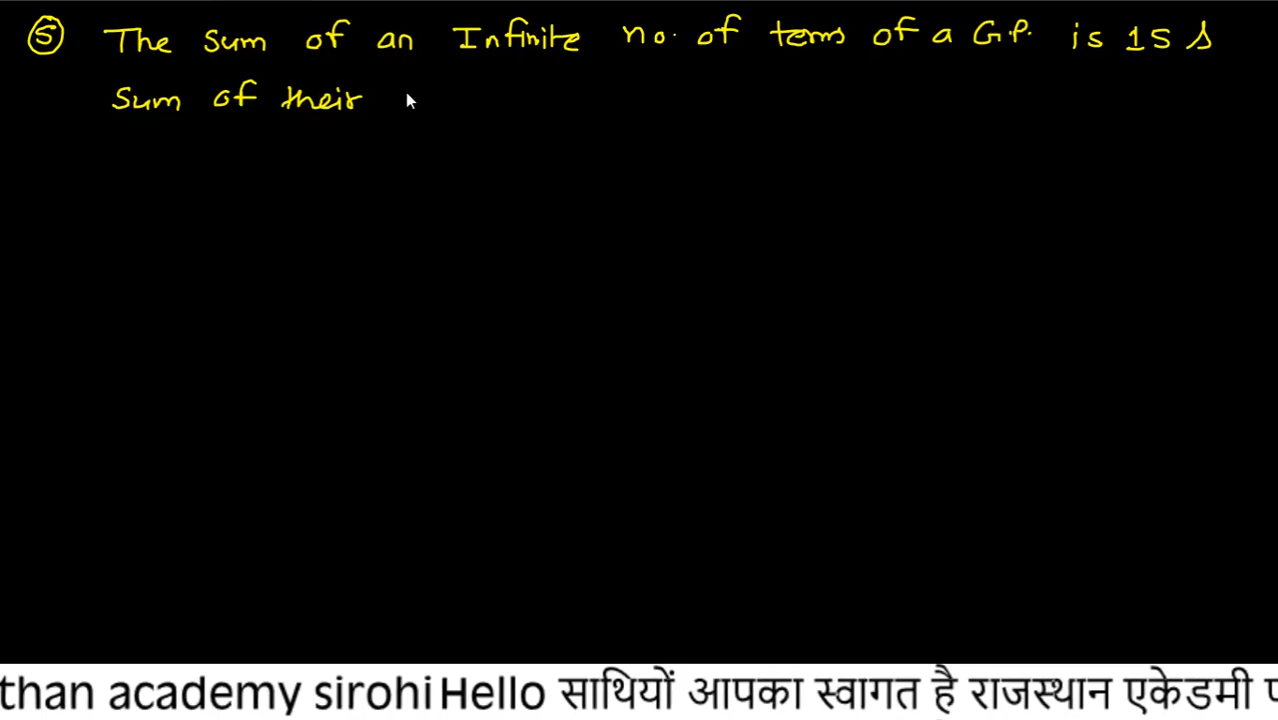 ⑤ The sum of an Infinite no. of terms of a G.P. is 15 &
Sum of their
than academy sirohi Hello साथियों आपका स्वागत है राजस्थान एकेडमी